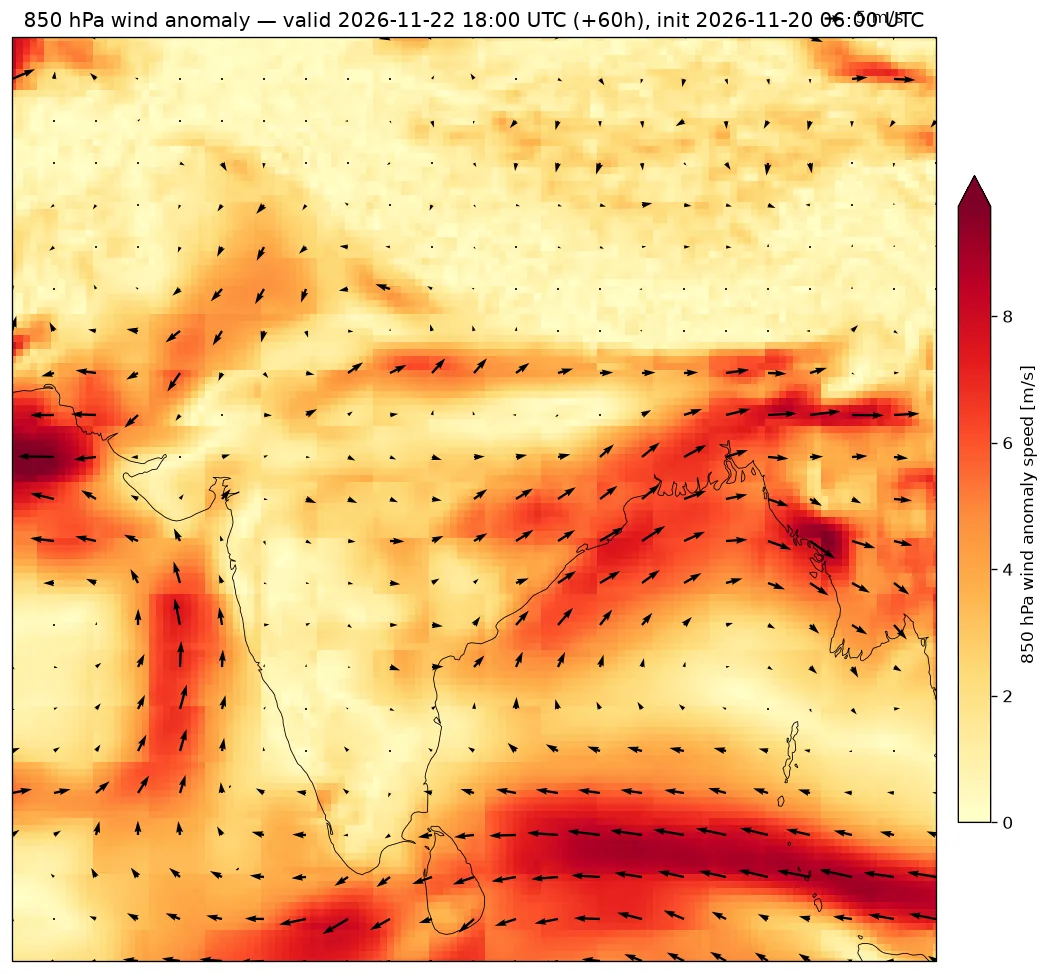 850 hPa wind anomaly — valid 2026-11-22 18:00 UTC (+60h), init 2026-11-20 06:00 UTC
5 m/s
8
6
4
2
0
850 hPa wind anomaly speed [m/s]